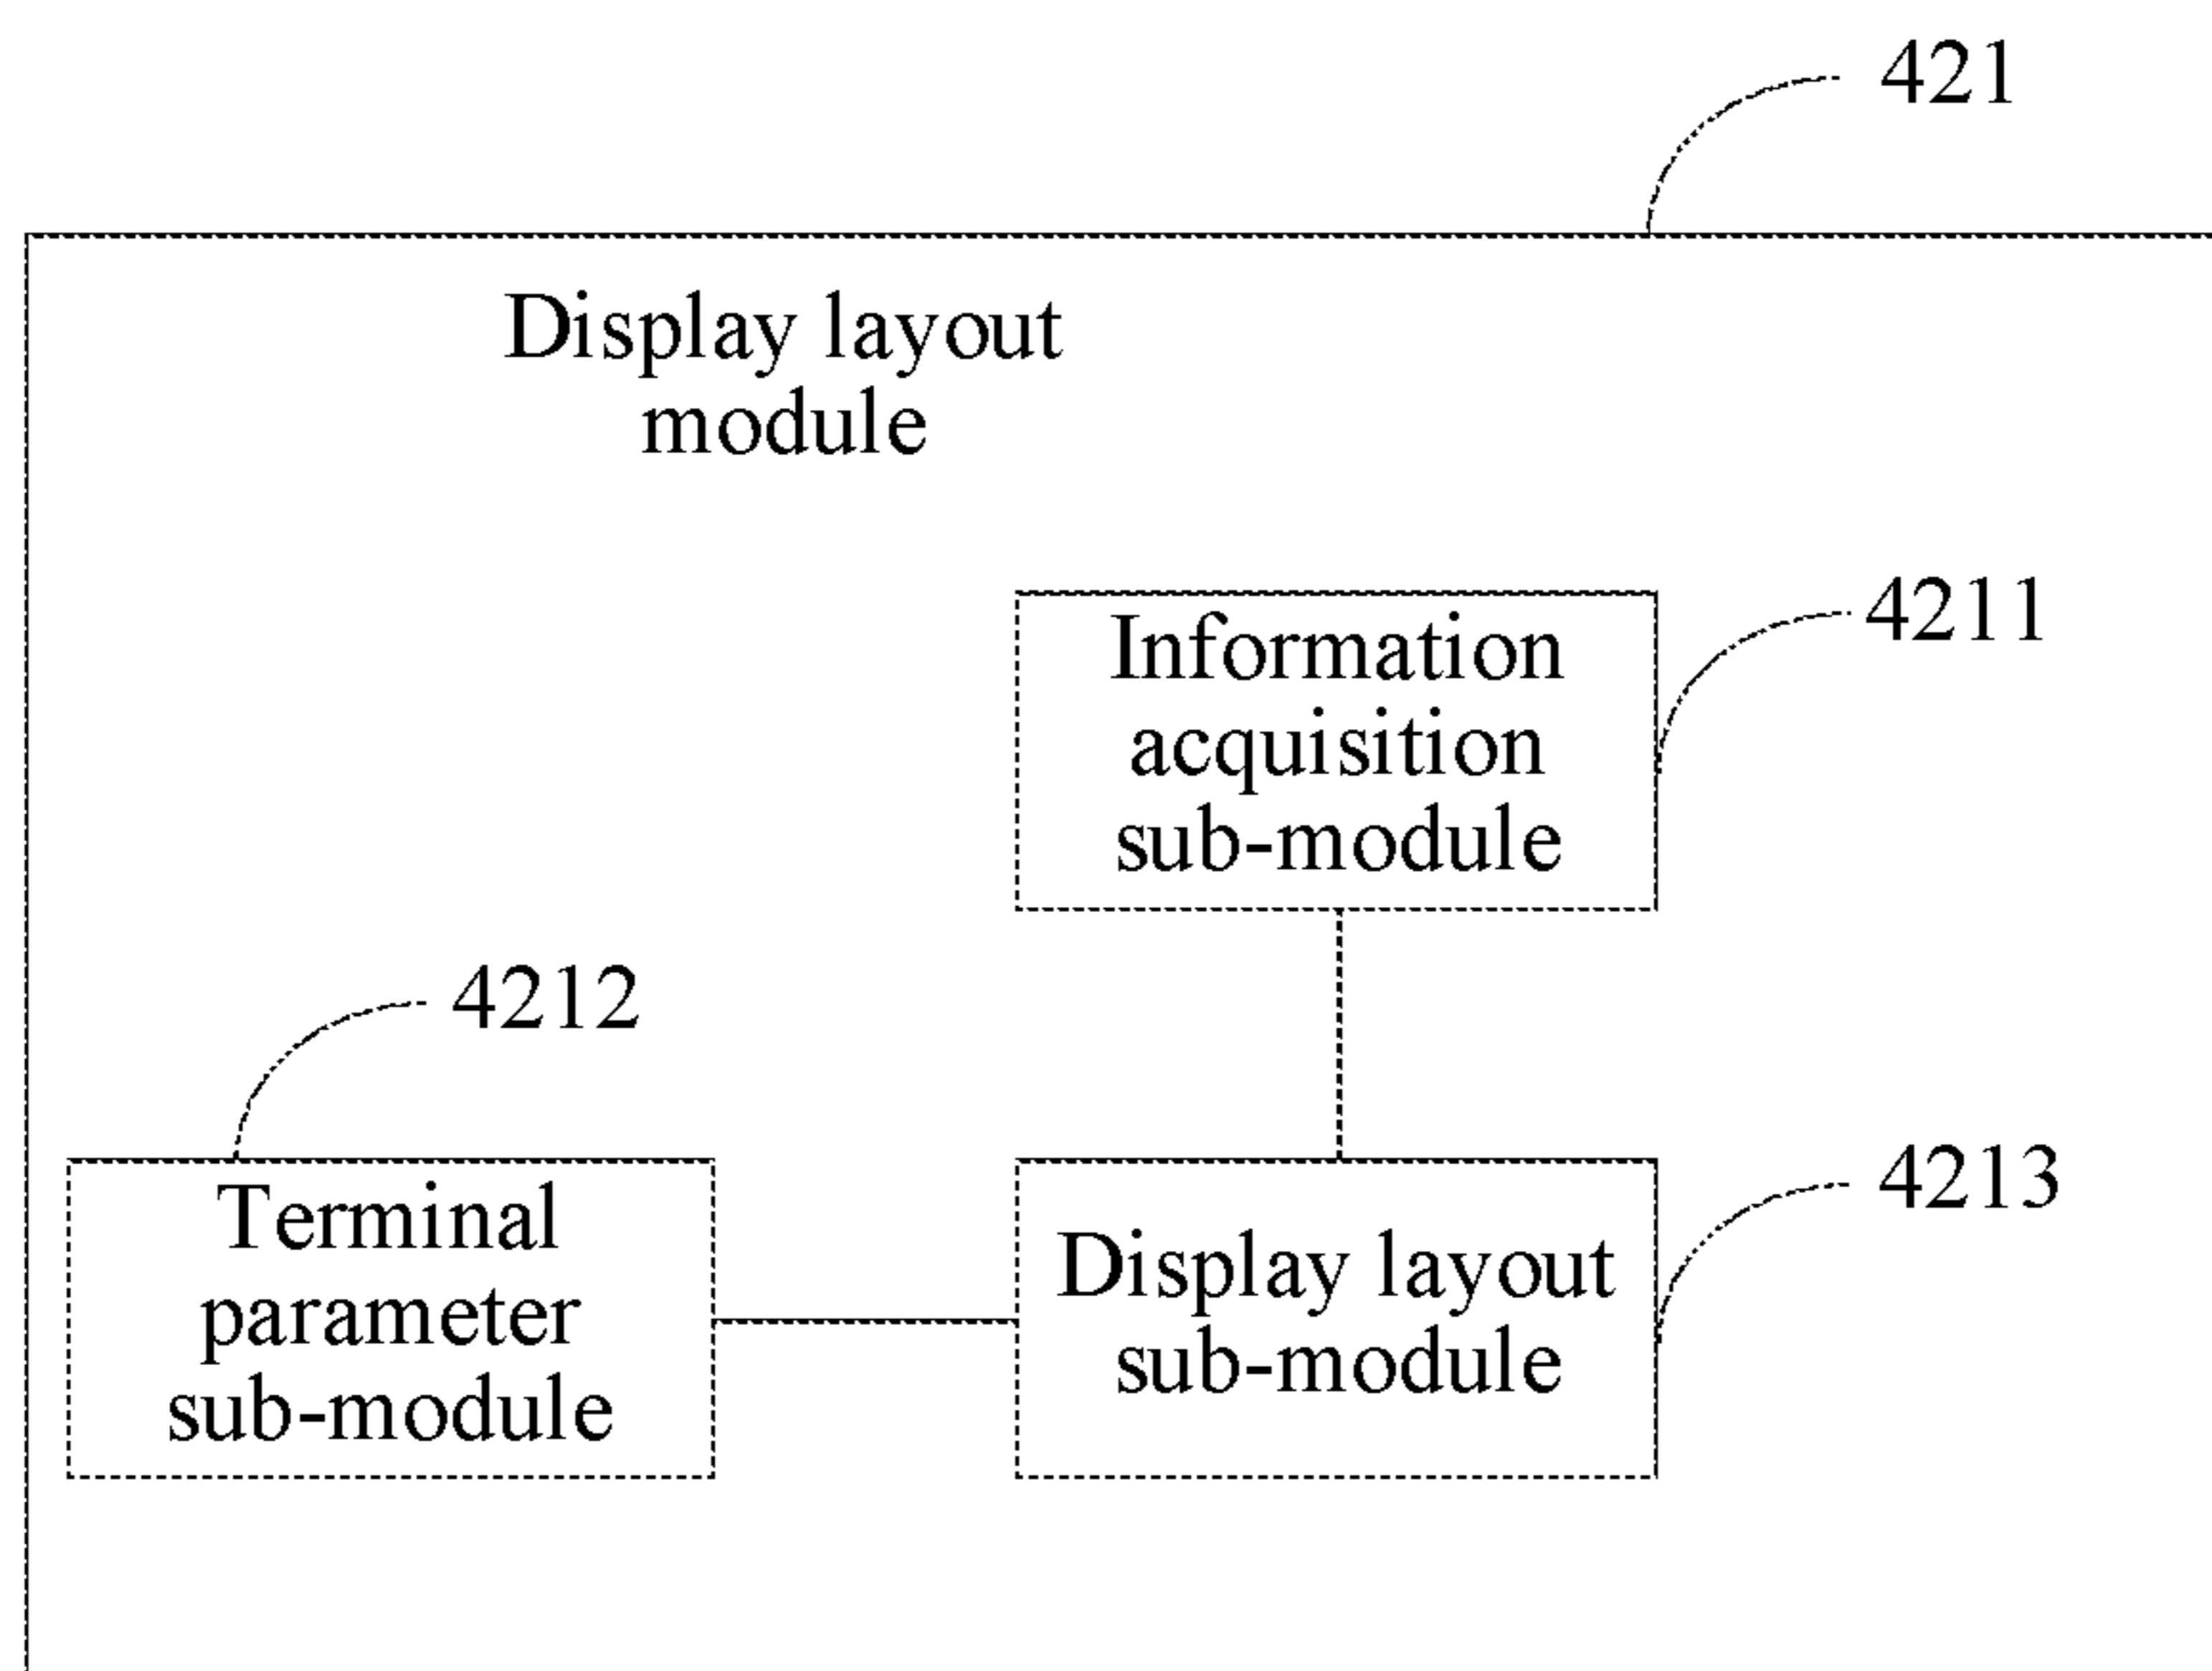 421
Display layout
module
4211
Information
acquisition
sub-module
4212
Terminal
parameter
sub-module
4213
Display layout
sub-module